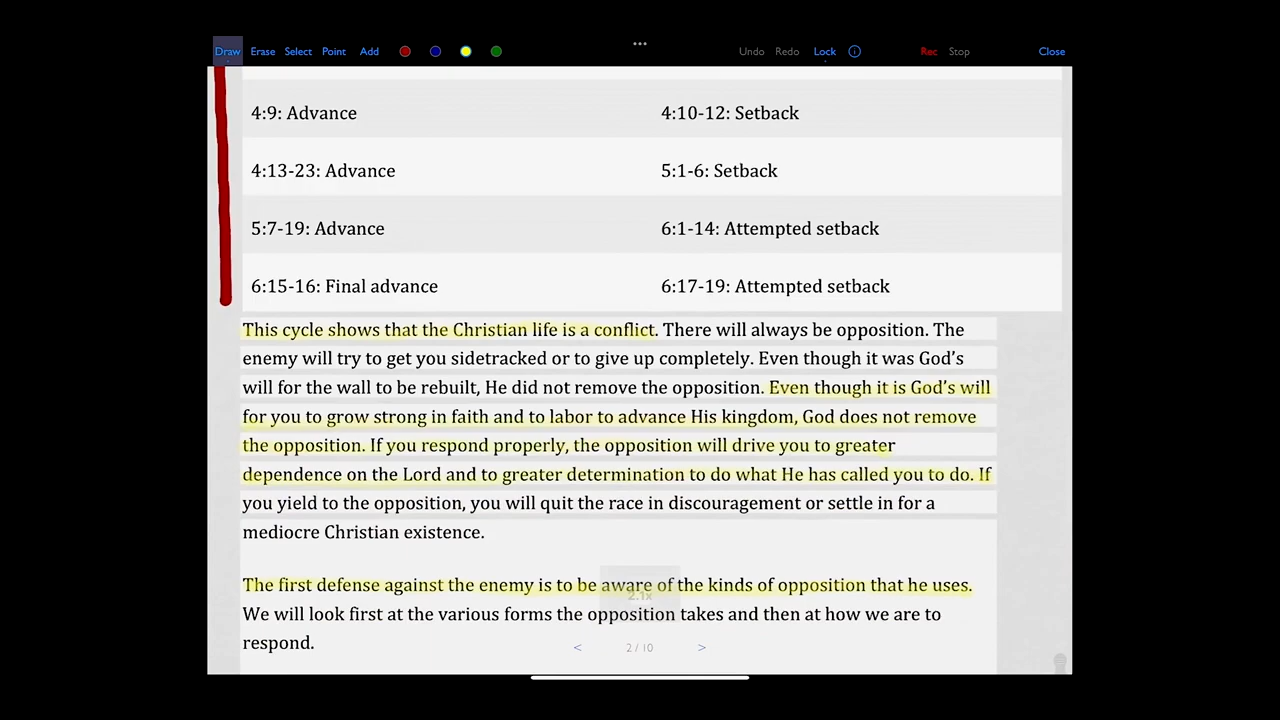 Draw Erase Select Point Add ••• Undo Redo Lock Rec Stop Close
4:9: Advance 4:10-12: Setback
4:13-23: Advance 5:1-6: Setback
5:7-19: Advance 6:1-14: Attempted setback
6:15-16: Final advance 6:17-19: Attempted setback
This cycle shows that the Christian life is a conflict. There will always be opposition. The
enemy will try to get you sidetracked or to give up completely. Even though it was God’s
will for the wall to be rebuilt, He did not remove the opposition. Even though it is God’s will
for you to grow strong in faith and to labor to advance His kingdom, God does not remove
the opposition. If you respond properly, the opposition will drive you to greater
dependence on the Lord and to greater determination to do what He has called you to do. If
you yield to the opposition, you will quit the race in discouragement or settle in for a
mediocre Christian existence.
The first defense against the enemy is to be aware of the kinds of opposition that he uses.
2.1x
We will look first at the various forms the opposition takes and then at how we are to
respond.
< 2 / 10 >